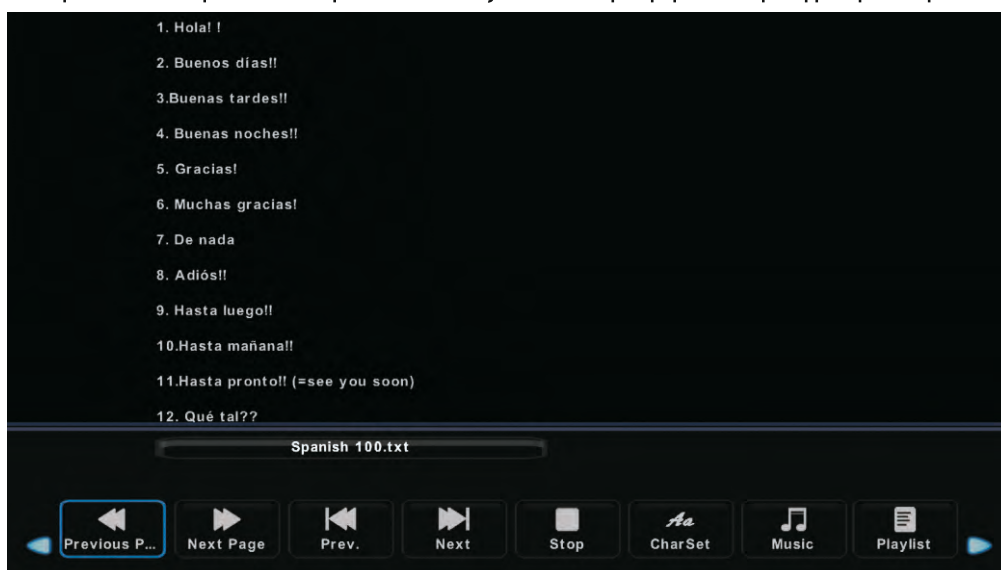 1. Hola! !
2. Buenos días!!
3.Buenas tardes!!
4. Buenas noches!!
5. Gracias!
6. Muchas gracias!
7. De nada
8. Adiós!!
9. Hasta luego!!
10.Hasta mañana!!
11.Hasta pronto!! (=see you soon)
12. Qué tal??
Spanish 100.txt
Previous P... Next Page Prev. Next Stop CharSet Music Playlist